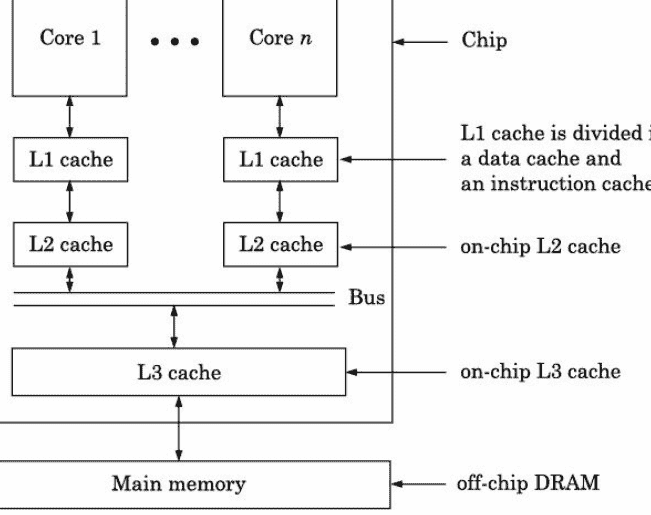 Core 1
• • •
Core n
Chip
L1 cache
L1 cache
L1 cache is divided
a data cache and
an instruction cache
L2 cache
L2 cache
on-chip L2 cache
Bus
L3 cache
on-chip L3 cache
Main memory
off-chip DRAM